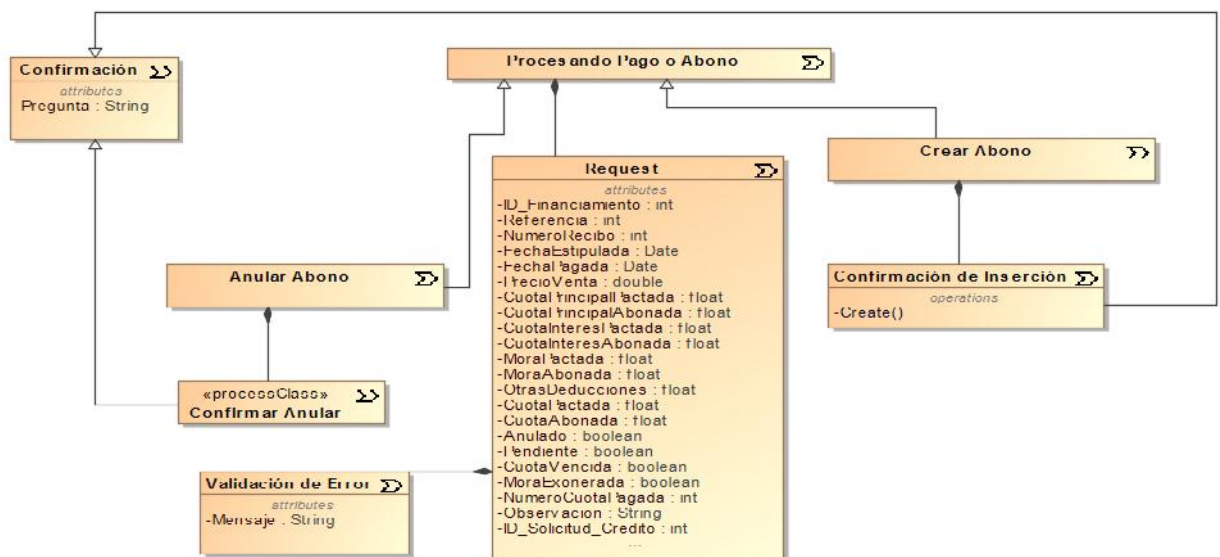 Confirmación
attributes
Pregunta : String
Procesando Pago o Abono
Crear Abono
Request
attributes
-ID_Financiamiento : int
-Referencia : int
-NumeroRecibo : int
-FechaEstipulada : Date
-FechaPagada : Date
-PrecioVenta : double
-CuotaPrincipalPactada : float
-CuotaPrincipalAbonada : float
-CuotaInteresPactada : float
-CuotaInteresAbonada : float
-MoraPactada : float
-MoraAbonada : float
-OtrasDeducciones : float
-CuotaPactada : float
-CuotaAbonada : float
-Anulado : boolean
-Pendiente : boolean
-CuotaVencida : boolean
-MoraExonerada : boolean
-NumeroCuotaPagada : int
-Observacion : String
-ID_Solicitud_Credito : int
...
Anular Abono
Confirmación de Inserción
operations
-Create()
«processClass»
Confirmar Anular
Validación de Error
attributes
-Mensaje : String